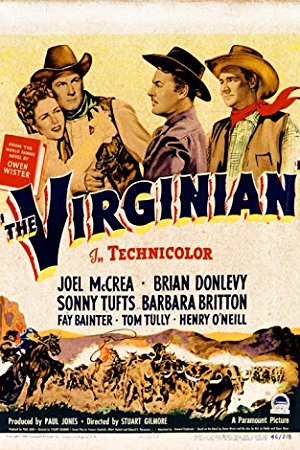 FROM THE
WORLD FAMOUS
NOVEL BY
OWEN
WISTER
"THE VIRGINIAN"
In TECHNICOLOR
JOEL McCREA · BRIAN DONLEVY
SONNY TUFTS BARBARA BRITTON
FAY BAINTER · TOM TULLY · HENRY O'NEILL
Produced by PAUL JONES · Directed by STUART GILMORE
A Paramount Picture
46/318